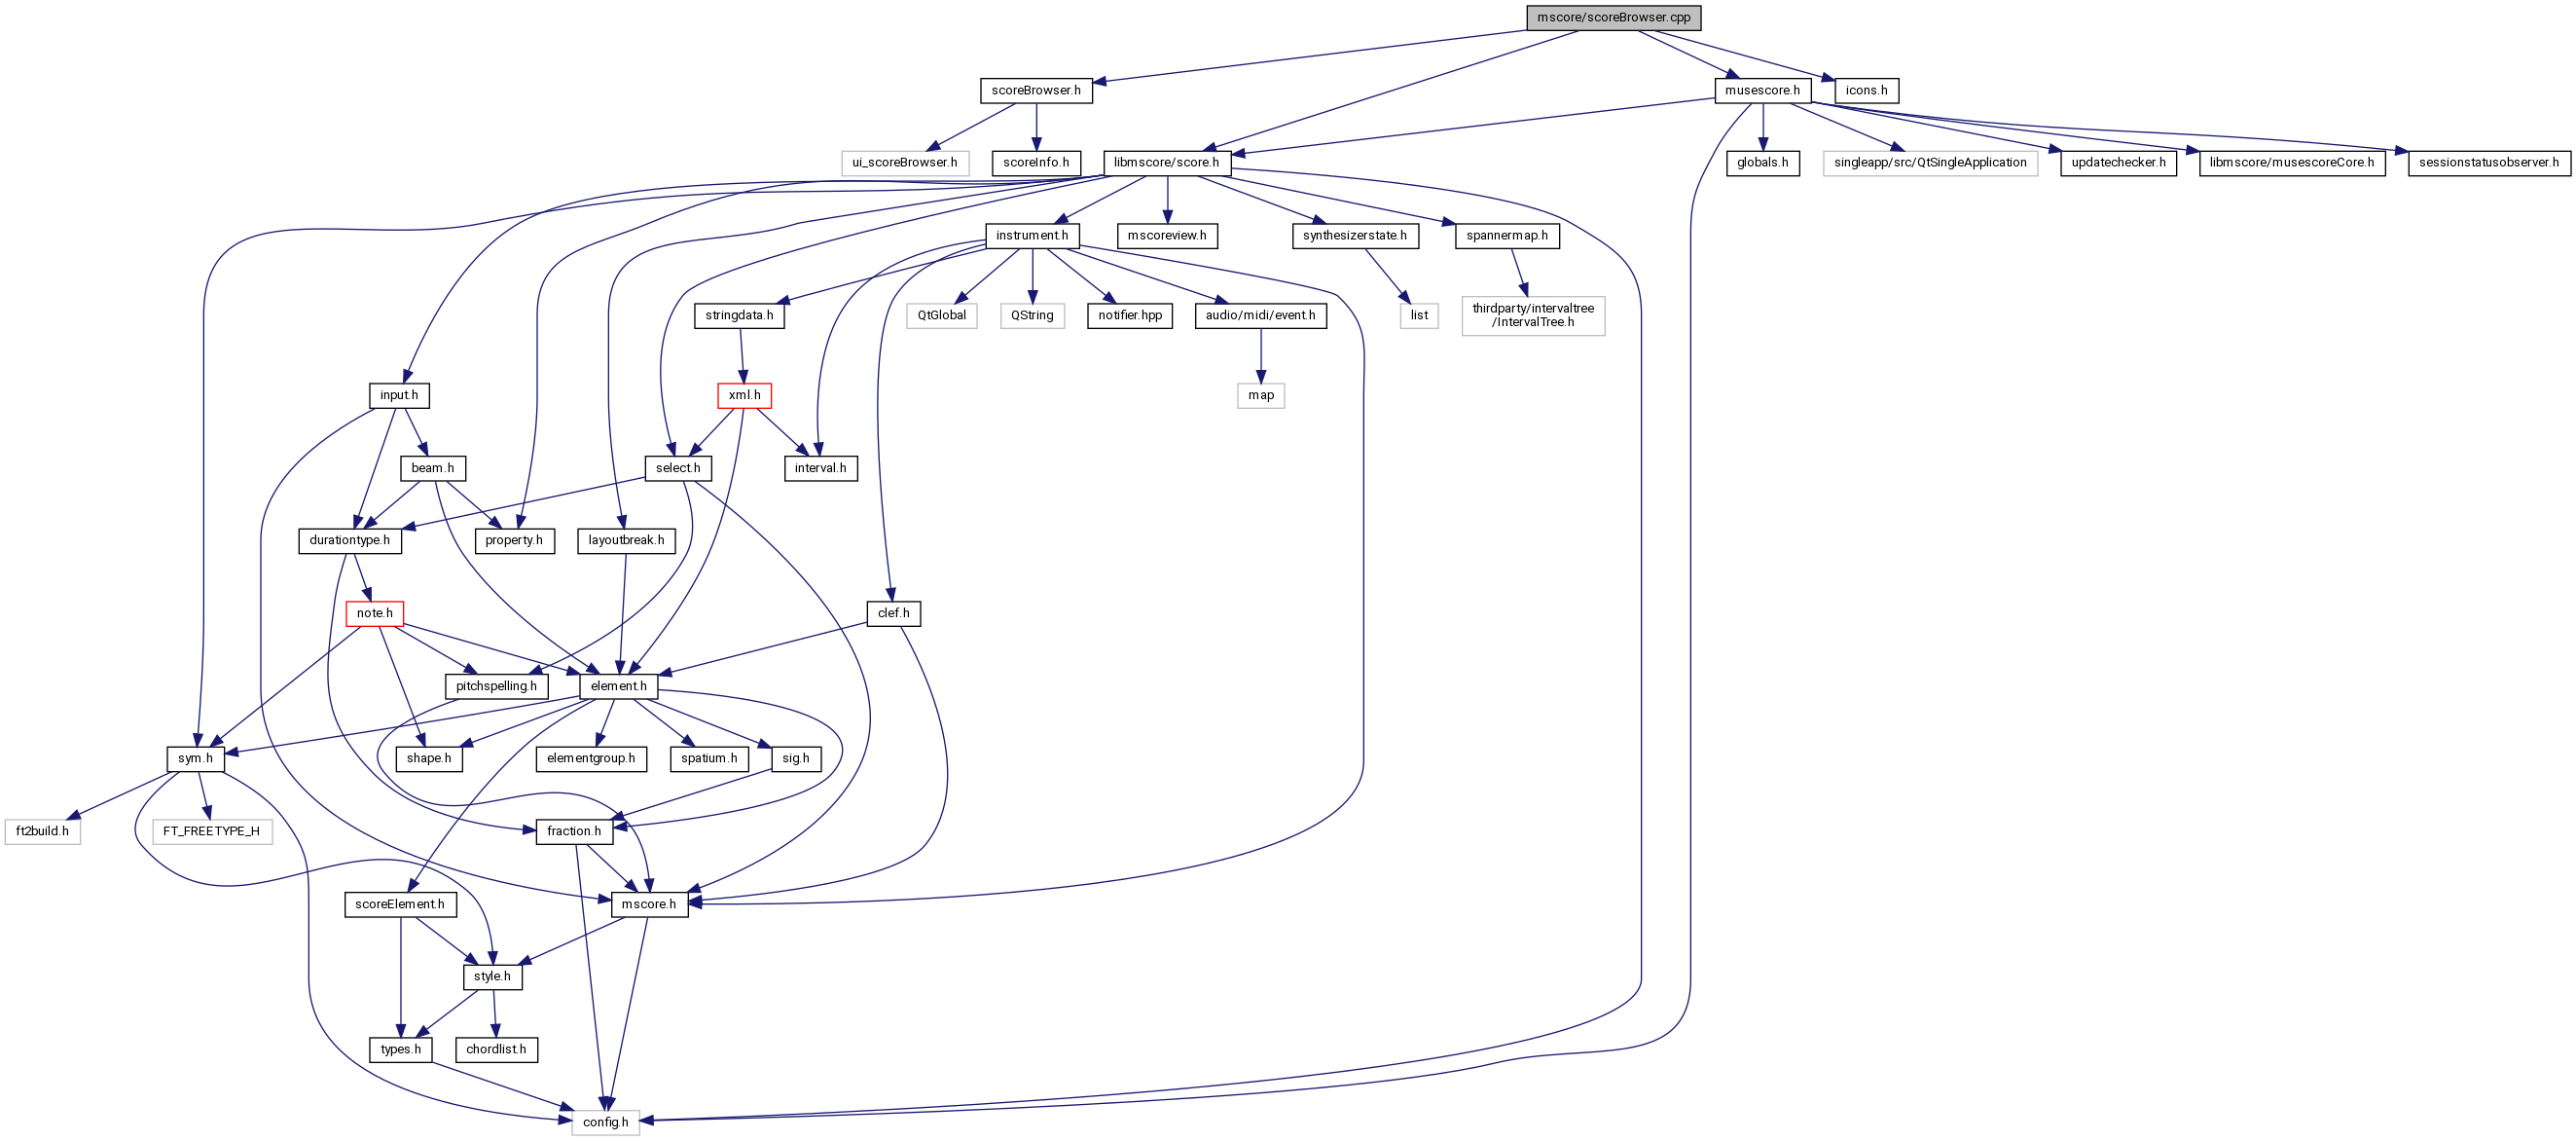 mscore/scoreBrowser.cpp
scoreBrowser.h
musescore.h
icons.h
ui_scoreBrowser.h
scoreInfo.h
libmscore/score.h
globals.h
singleapp/src/QtSingleApplication
updatechecker.h
libmscore/musescoreCore.h
sessionstatusobserver.h
instrument.h
mscoreview.h
synthesizerstate.h
spannermap.h
stringdata.h
QtGlobal
QString
notifier.hpp
audio/midi/event.h
list
thirdparty/intervaltree
/IntervalTree.h
input.h
xml.h
map
beam.h
select.h
interval.h
durationtype.h
property.h
layoutbreak.h
note.h
clef.h
pitchspelling.h
element.h
sym.h
shape.h
elementgroup.h
spatium.h
sig.h
ft2build.h
FT_FREETYPE_H
fraction.h
scoreElement.h
mscore.h
style.h
types.h
chordlist.h
config.h